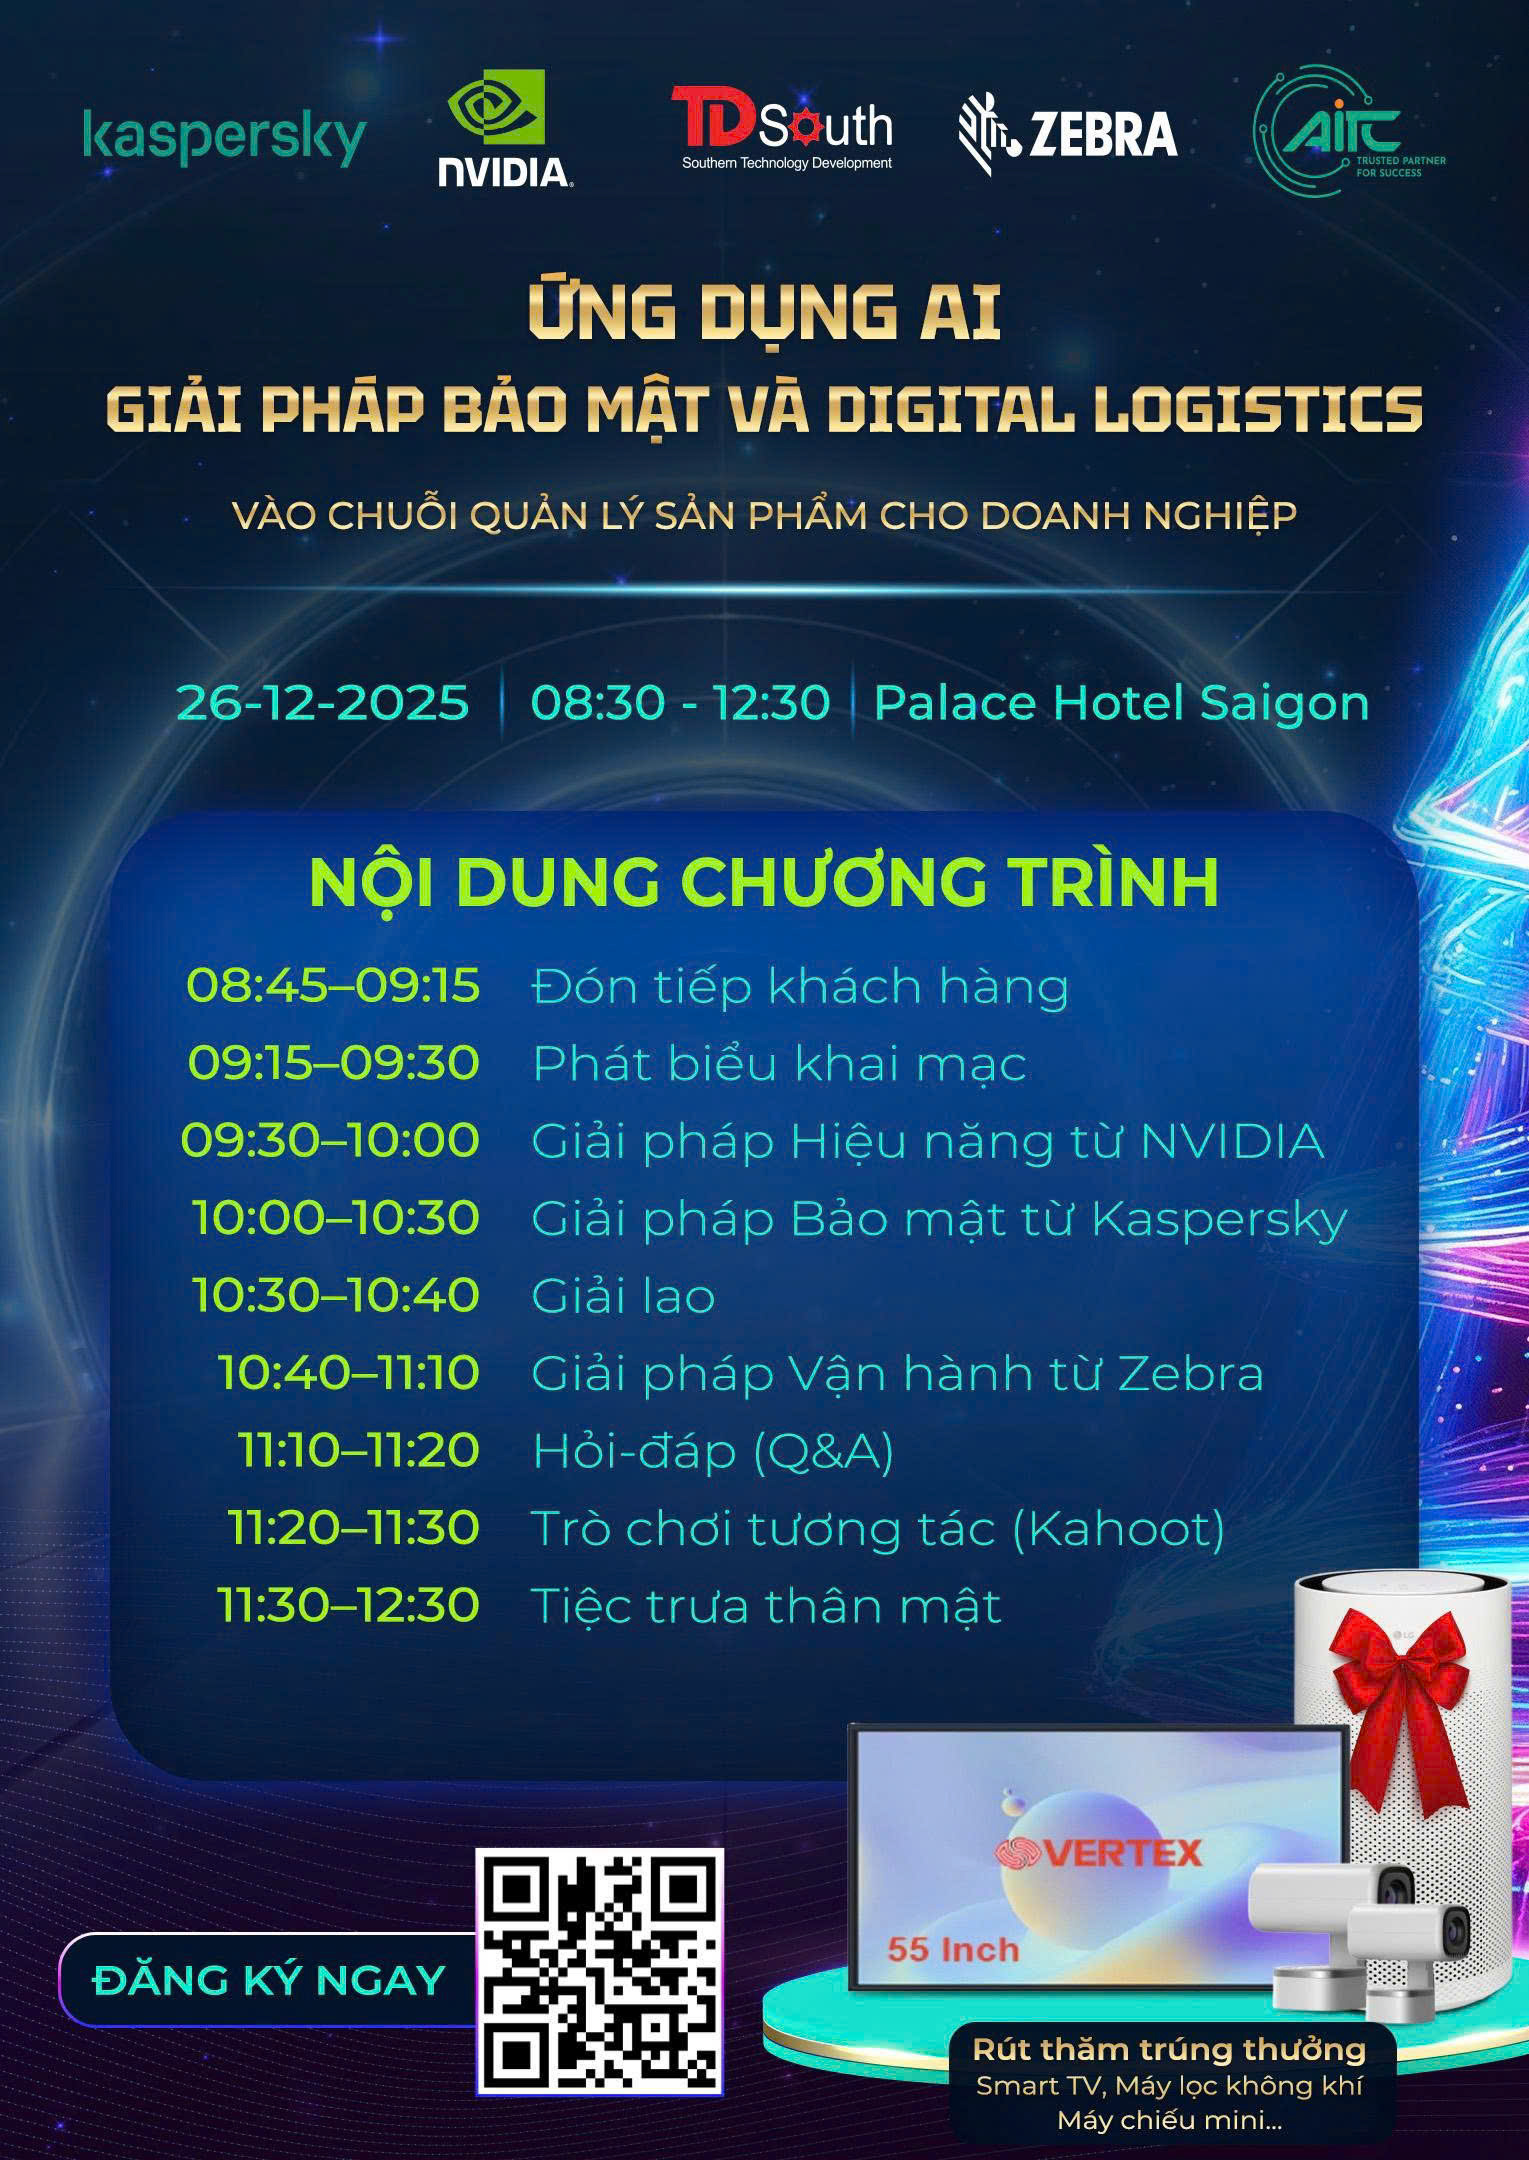 kaspersky
NVIDIA
TD South
Southern Technology Development
ZEBRA
AITC
TRUSTED PARTNER
FOR SUCCESS
ỨNG DỤNG AI
GIẢI PHÁP BẢO MẬT VÀ DIGITAL LOGISTICS
VÀO CHUỖI QUẢN LÝ SẢN PHẨM CHO DOANH NGHIỆP
26-12-2025 | 08:30 - 12:30 | Palace Hotel Saigon
NỘI DUNG CHƯƠNG TRÌNH
08:45–09:15 Đón tiếp khách hàng
09:15–09:30 Phát biểu khai mạc
09:30–10:00 Giải pháp Hiệu năng từ NVIDIA
10:00–10:30 Giải pháp Bảo mật từ Kaspersky
10:30–10:40 Giải lao
10:40–11:10 Giải pháp Vận hành từ Zebra
11:10–11:20 Hỏi-đáp (Q&A)
11:20–11:30 Trò chơi tương tác (Kahoot)
11:30–12:30 Tiệc trưa thân mật
LG
VERTEX
55 Inch
ĐĂNG KÝ NGAY
Rút thăm trúng thưởng
Smart TV, Máy lọc không khí
Máy chiếu mini...